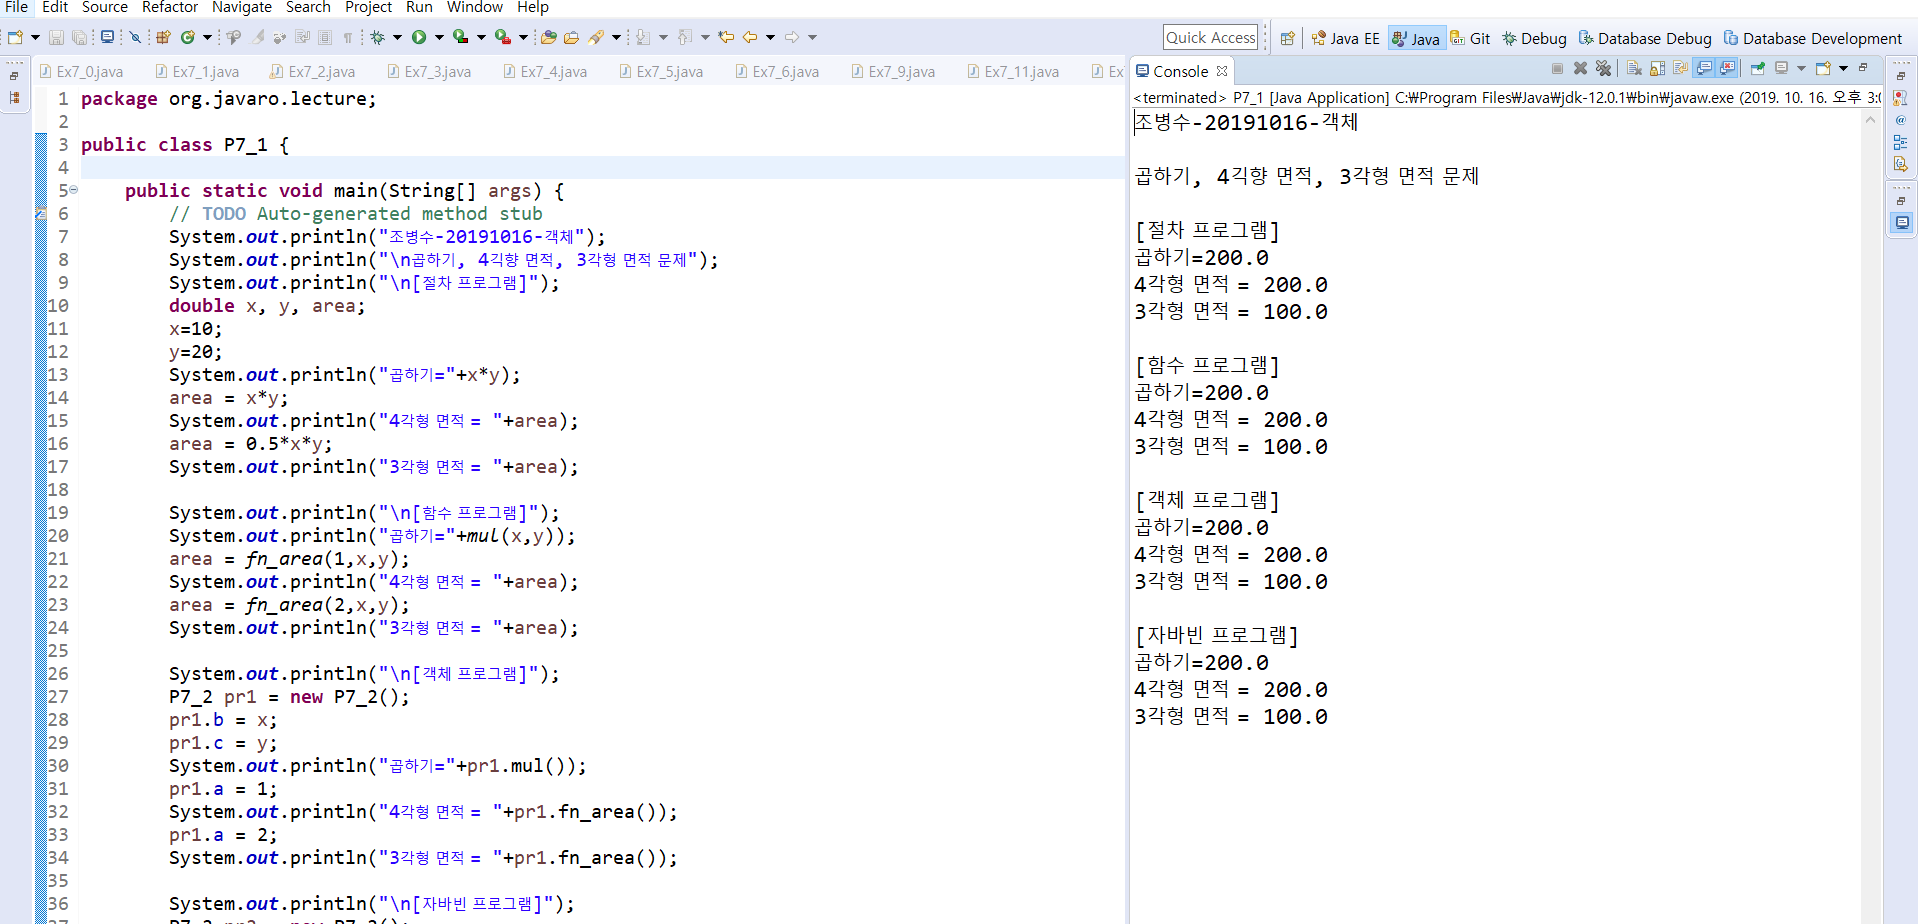 File Edit Source Refactor Navigate Search Project Run Window Help
Quick Access Java EE Java Git Debug Database Debug Database Development
Ex7_0.java Ex7_1.java Ex7_2.java Ex7_3.java Ex7_4.java Ex7_5.java Ex7_6.java Ex7_9.java Ex7_11.java Ex
1 package org.javaro.lecture;
2
3 public class P7_1 {
4
5 public static void main(String[] args) {
6 // TODO Auto-generated method stub
7 System.out.println("조병수-20191016-객체");
8 System.out.println("\n곱하기, 4긱향 면적, 3각형 면적 문제");
9 System.out.println("\n[절차 프로그램]");
10 double x, y, area;
11 x=10;
12 y=20;
13 System.out.println("곱하기="+x*y);
14 area = x*y;
15 System.out.println("4각형 면적 = "+area);
16 area = 0.5*x*y;
17 System.out.println("3각형 면적 = "+area);
18
19 System.out.println("\n[함수 프로그램]");
20 System.out.println("곱하기="+mul(x,y));
21 area = fn_area(1,x,y);
22 System.out.println("4각형 면적 = "+area);
23 area = fn_area(2,x,y);
24 System.out.println("3각형 면적 = "+area);
25
26 System.out.println("\n[객체 프로그램]");
27 P7_2 pr1 = new P7_2();
28 pr1.b = x;
29 pr1.c = y;
30 System.out.println("곱하기="+pr1.mul());
31 pr1.a = 1;
32 System.out.println("4각형 면적 = "+pr1.fn_area());
33 pr1.a = 2;
34 System.out.println("3각형 면적 = "+pr1.fn_area());
35
36 System.out.println("\n[자바빈 프로그램]");
Console
<terminated> P7_1 [Java Application] C:₩Program Files₩Java₩jdk-12.0.1₩bin₩javaw.exe (2019. 10. 16. 오후 3:0
조병수-20191016-객체
곱하기, 4긱향 면적, 3각형 면적 문제
[절차 프로그램]
곱하기=200.0
4각형 면적 = 200.0
3각형 면적 = 100.0
[함수 프로그램]
곱하기=200.0
4각형 면적 = 200.0
3각형 면적 = 100.0
[객체 프로그램]
곱하기=200.0
4각형 면적 = 200.0
3각형 면적 = 100.0
[자바빈 프로그램]
곱하기=200.0
4각형 면적 = 200.0
3각형 면적 = 100.0